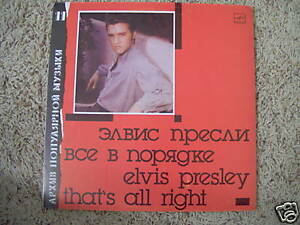 11
АРХИВ ПОПУЛЯРНОЙ МУЗЫКИ
ЭЛВИС ПРЕСЛИ
ВСЕ В ПОРЯДКЕ
elvis presley
that's all right